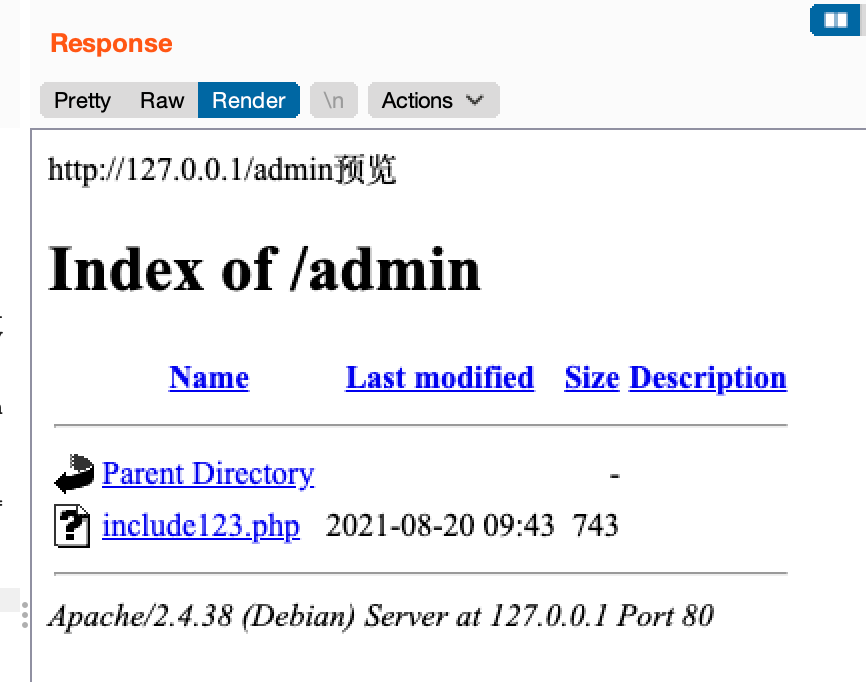 Response
Pretty Raw Render \n Actions
http://127.0.0.1/admin预览
Index of /admin
Name Last modified Size Description
Parent Directory -
include123.php 2021-08-20 09:43 743
Apache/2.4.38 (Debian) Server at 127.0.0.1 Port 80